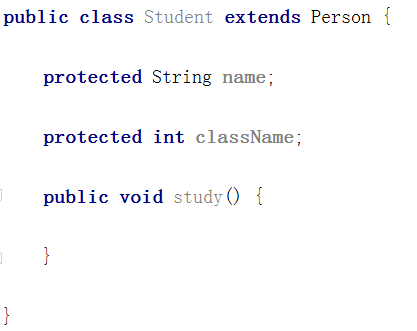 public class Student extends Person {
protected String name;
protected int className;
public void study() {
}
}